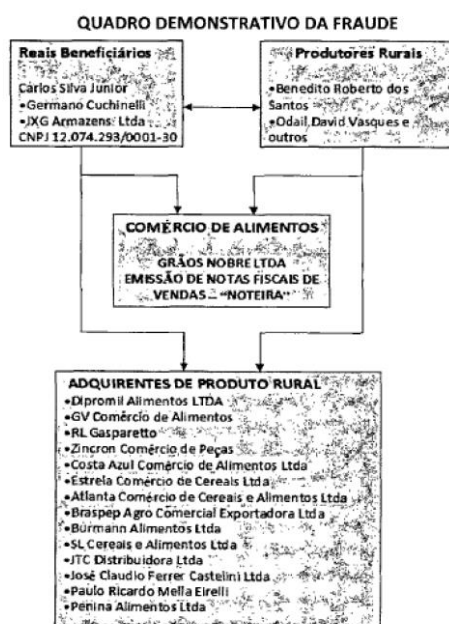 QUADRO DEMONSTRATIVO DA FRAUDE
Reais Beneficiários
Carlos Silva Junior
•Germano Cuchinelli
•JXG Armazens Ltda
CNPJ 12.074.293/0001-30
Produtores Rurais
•Benedito Roberto dos
Santos
•Odail David Vasques e
outros
COMÉRCIO DE ALIMENTOS
GRÃOS NOBRE LTDA
EMISSÃO DE NOTAS FISCAIS DE
VENDAS – "NOTEIRA"
ADQUIRENTES DE PRODUTO RURAL
•Dipromil Alimentos LTDA
•GV Comércio de Alimentos
•RL Gasparetto
•Zincron Comércio de Peças
•Costa Azul Comércio de Alimentos Ltda
•Estrela Comércio de Cereais Ltda
•Atlanta Comércio de Cereais e Alimentos Ltda
•Braspep Agro Comercial Exportadora Ltda
•Burmann Alimentos Ltda
•SL Cereais e Alimentos Ltda
•JTC Distribuidora Ltda
•José Claudio Ferrer Castelini Ltda
•Paulo Ricardo Mella Eirelli
•Penina Alimentos Ltda